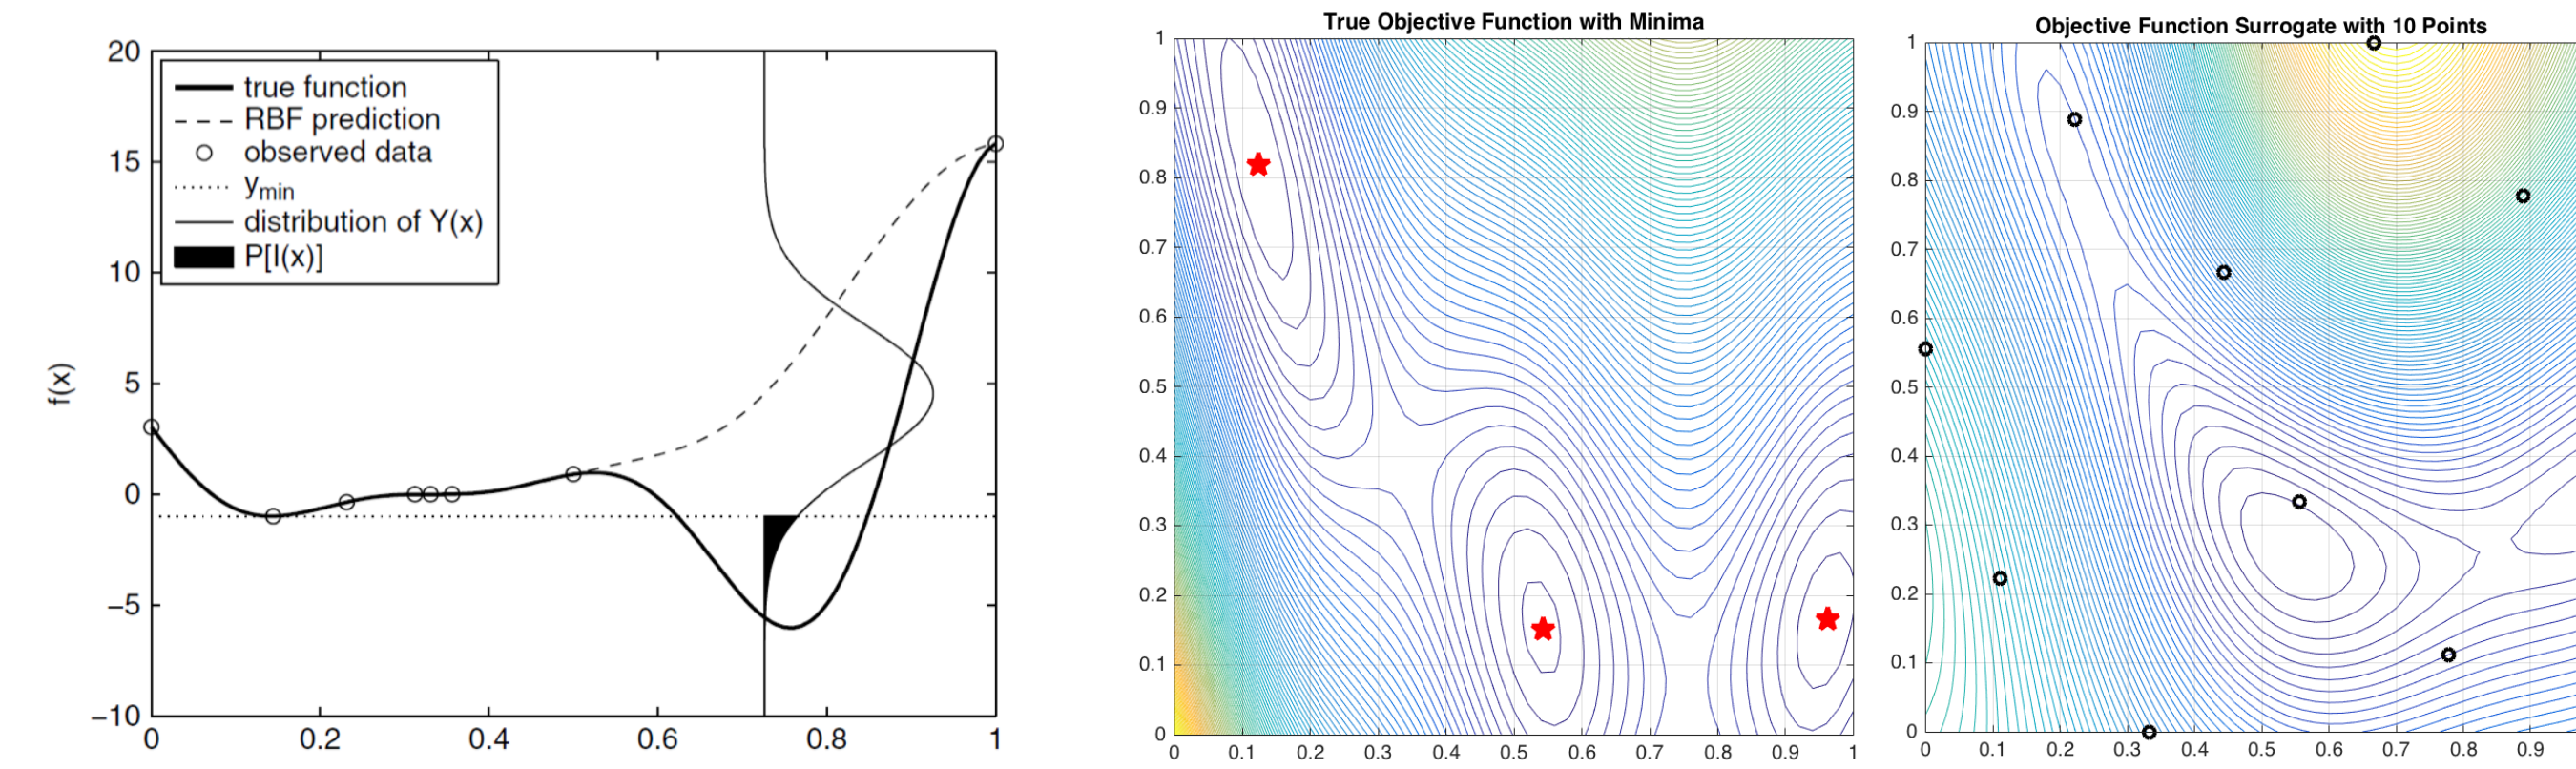 20
15
10
5
0
−5
−10
f(x)
true function
RBF prediction
observed data
ymin
distribution of Y(x)
P[I(x)]
0 0.2 0.4 0.6 0.8 1
True Objective Function with Minima
1
0.9
0.8
0.7
0.6
0.5
0.4
0.3
0.2
0.1
0
0 0.1 0.2 0.3 0.4 0.5 0.6 0.7 0.8 0.9 1
Objective Function Surrogate with 10 Points
1
0.9
0.8
0.7
0.6
0.5
0.4
0.3
0.2
0.1
0
0 0.1 0.2 0.3 0.4 0.5 0.6 0.7 0.8 0.9